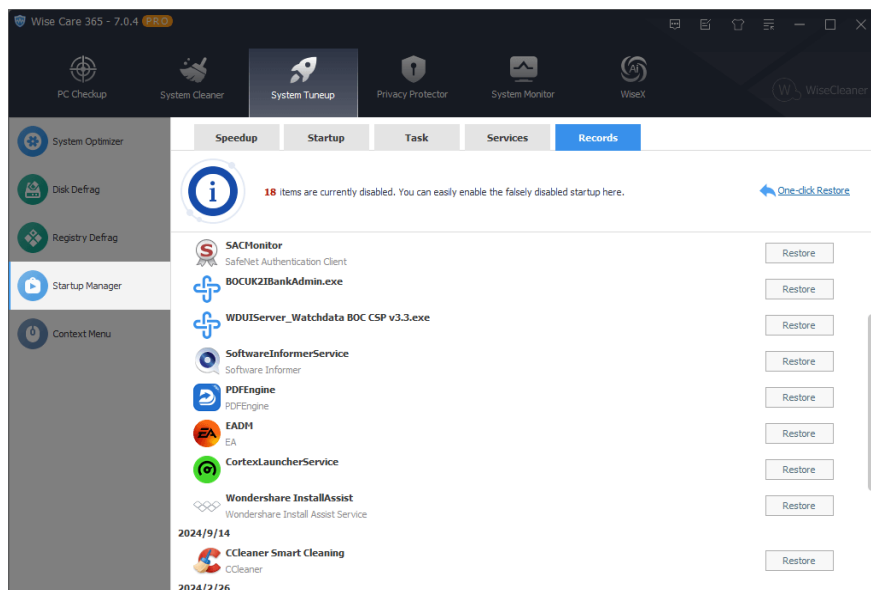 Wise Care 365 - 7.0.4 PRO
PC Checkup
System Cleaner
System Tuneup
Privacy Protector
System Monitor
AI
WiseX
W WiseCleaner
System Optimizer
Disk Defrag
Registry Defrag
Startup Manager
Context Menu
Speedup Startup Task Services Records
18 items are currently disabled. You can easily enable the falsely disabled startup here. One-click Restore
SACMonitor
SafeNet Authentication Client
Restore
BOCUK2IBankAdmin.exe
Restore
WDUIServer_Watchdata BOC CSP v3.3.exe
Restore
SoftwareInformerService
Software Informer
Restore
PDFEngine
PDFEngine
Restore
EADM
EA
Restore
CortexLauncherService
Restore
Wondershare InstallAssist
Wondershare Install Assist Service
Restore
2024/9/14
CCleaner Smart Cleaning
CCleaner
Restore
2024/2/26